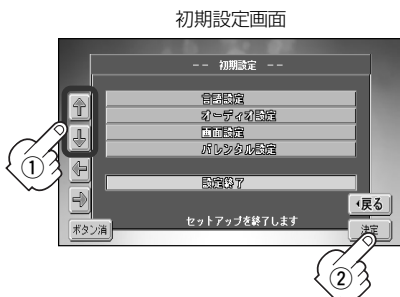 初期設定画面
-- 初期設定 --
言語設定
オーディオ設定
画面設定
パレンタル設定
設定終了
セットアップを終了します
戻る
ボタン消
決定
①
②